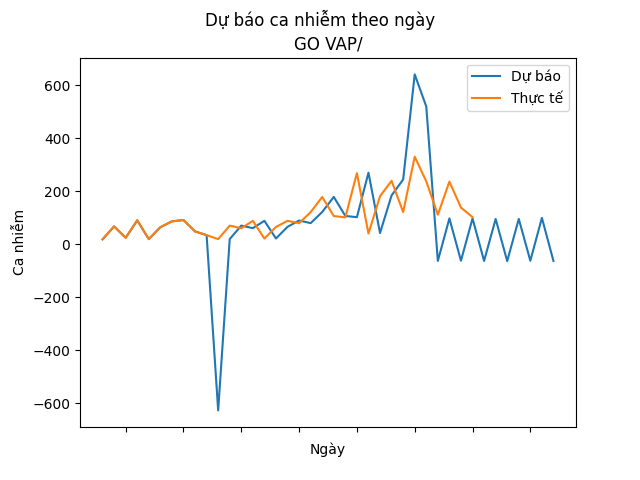 Dự báo ca nhiễm theo ngày
GO VAP/
Dự báo
Thực tế
600
400
200
0
−200
−400
−600
Ca nhiễm
Ngày